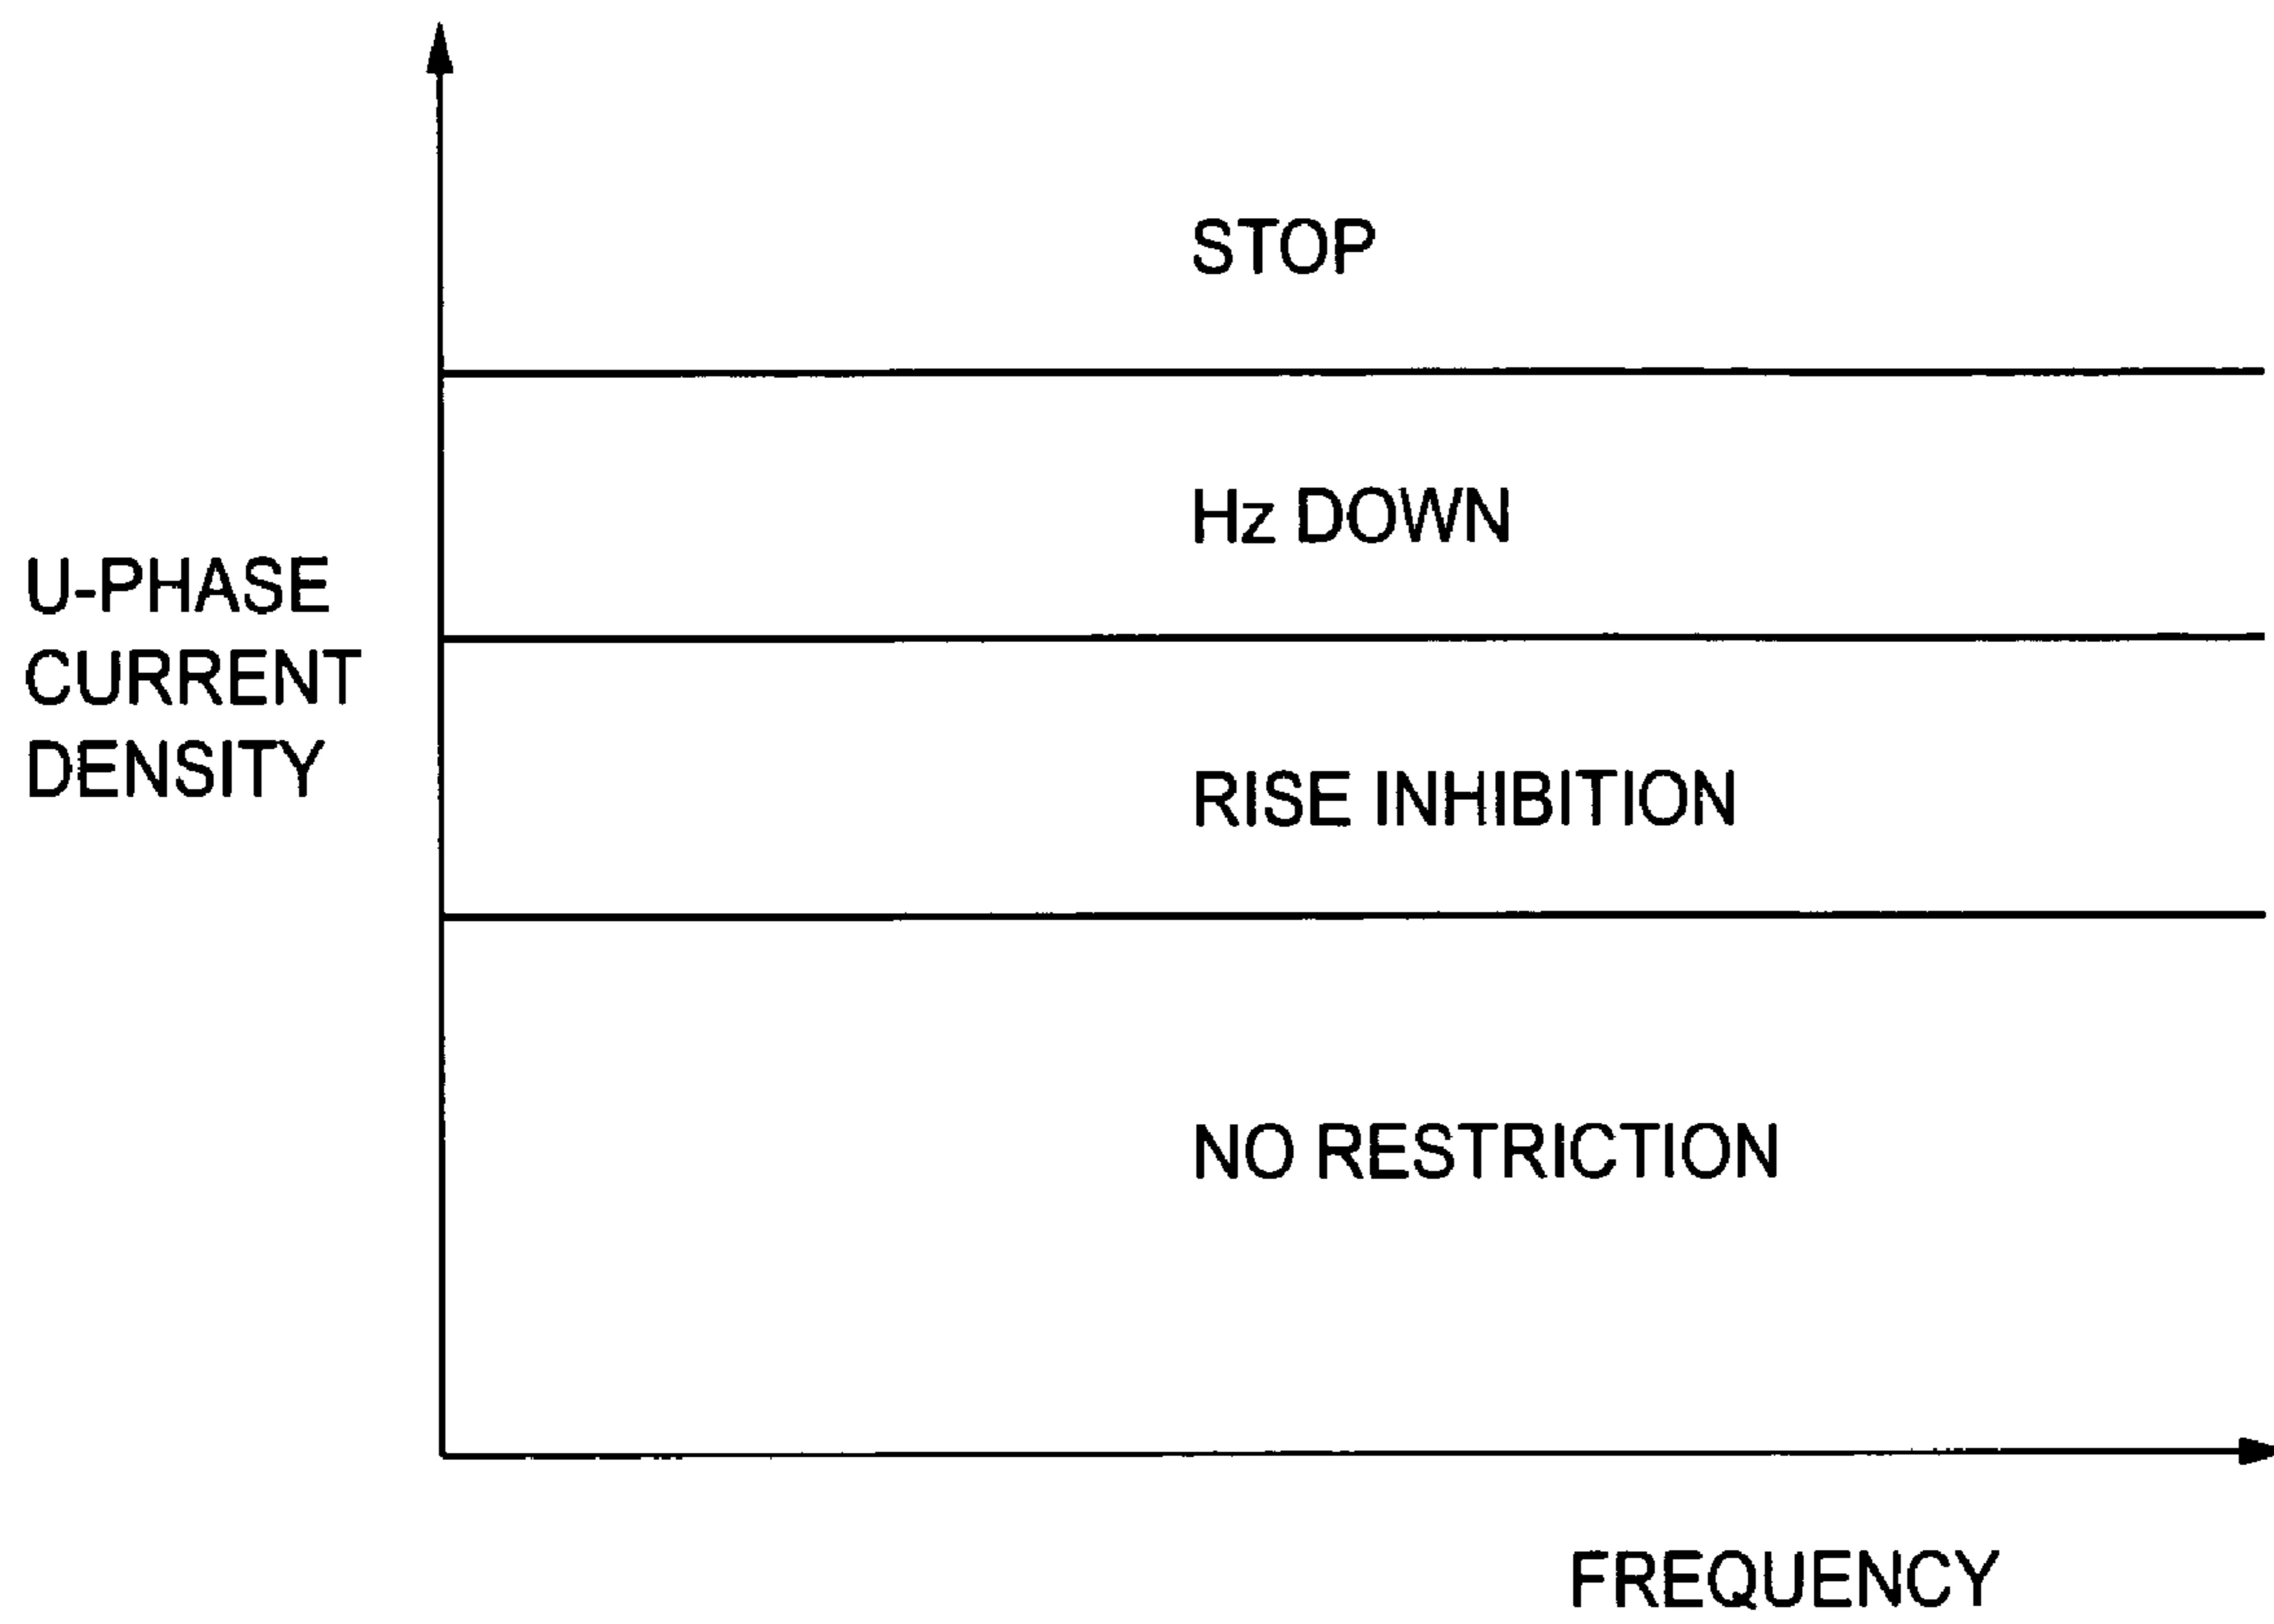 STOP
Hz DOWN
U-PHASE
CURRENT
DENSITY
RISE INHIBITION
NO RESTRICTION
FREQUENCY